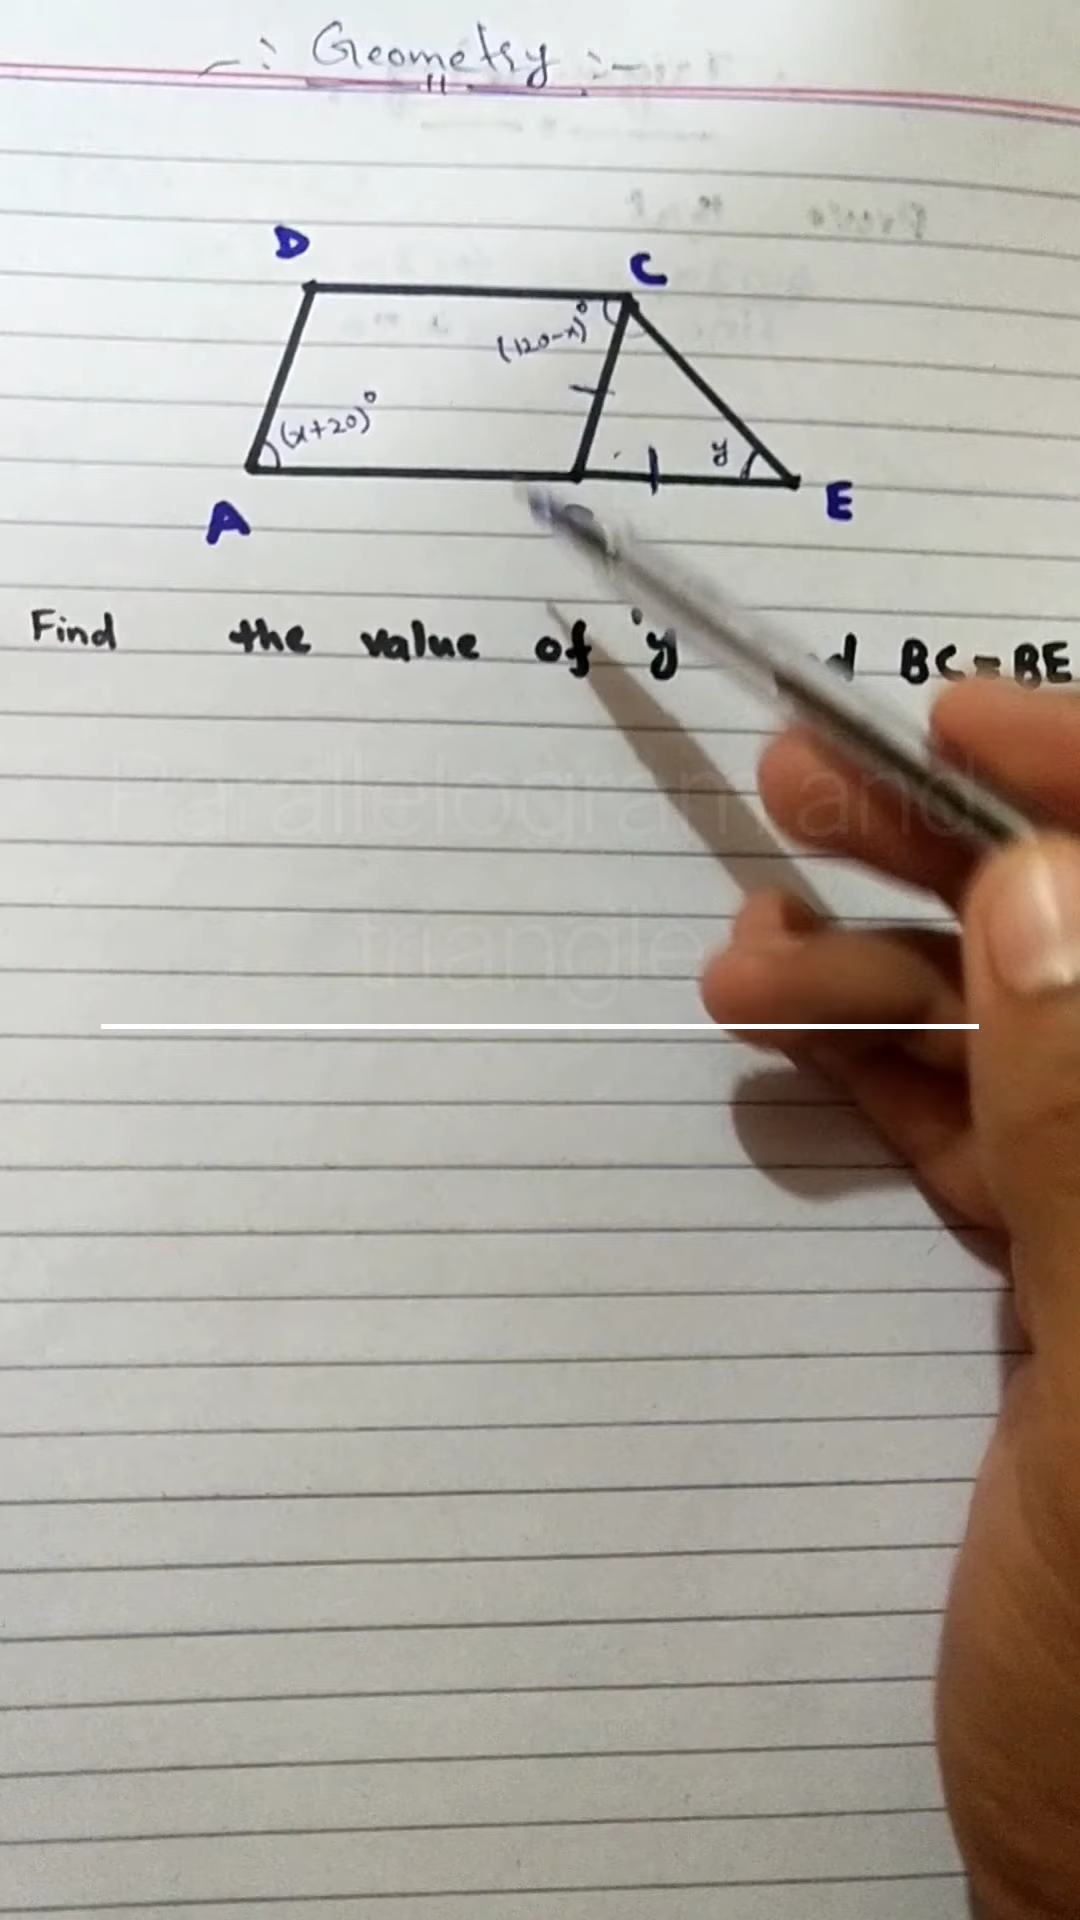 -: Geometry :-
D
C
(120-x)°
(x+20)°
y
A
E
Find the value of 'y BC=BE
Parallelogram and
triangle